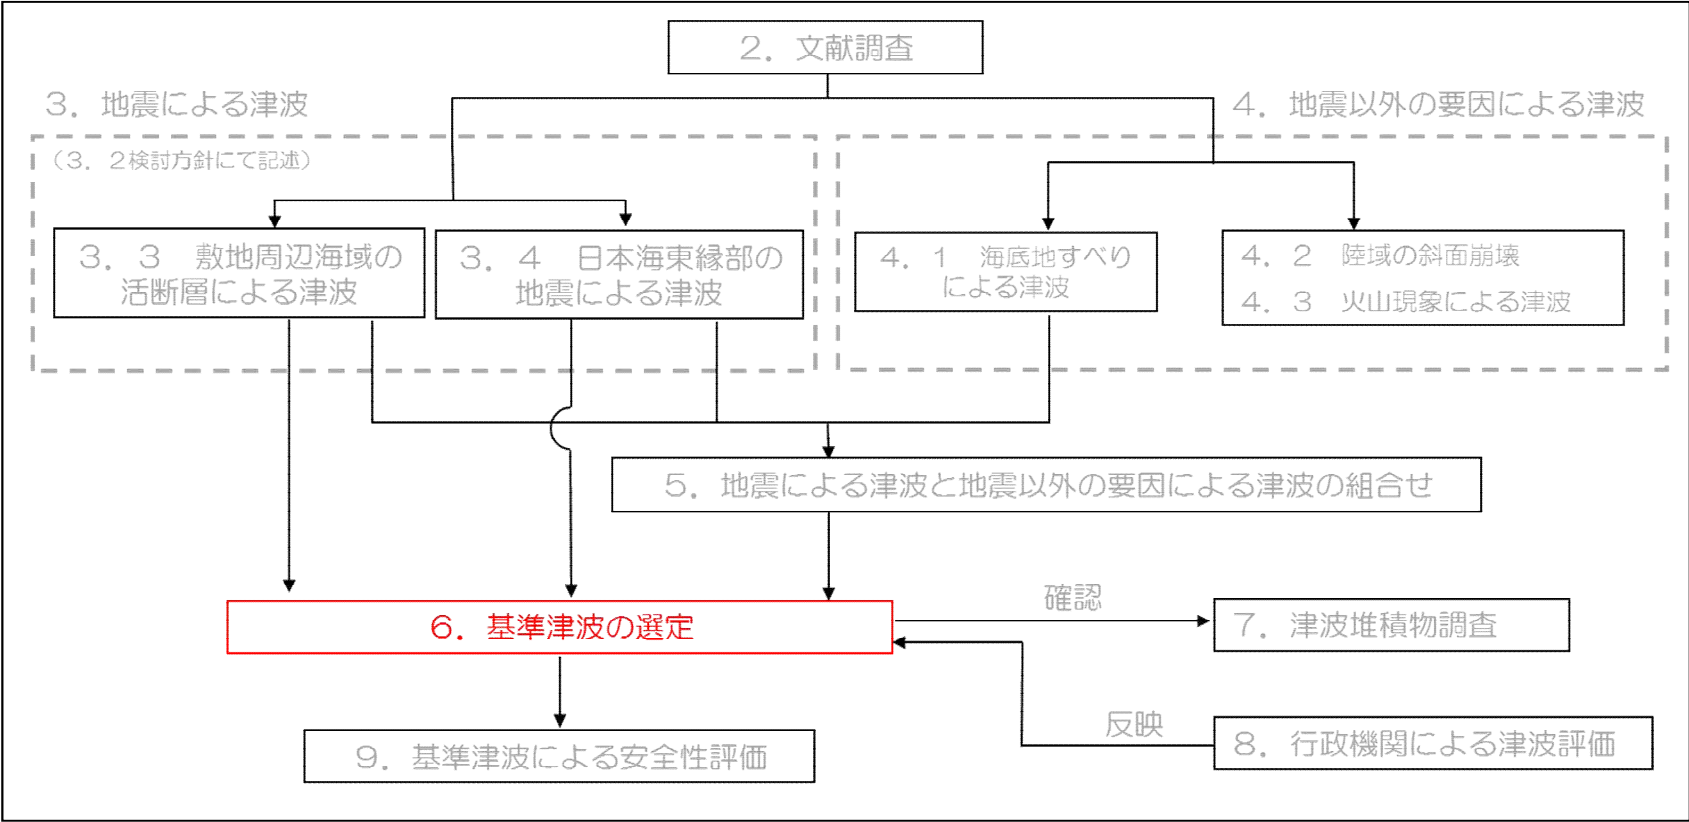 ２．文献調査
３．地震による津波
４．地震以外の要因による津波
（３．２検討方針にて記述）
３．３　敷地周辺海域の
活断層による津波
３．４　日本海東縁部の
地震による津波
４．１　海底地すべり
による津波
４．２　陸域の斜面崩壊
４．３　火山現象による津波
５．地震による津波と地震以外の要因による津波の組合せ
確認
６．基準津波の選定
７．津波堆積物調査
反映
８．行政機関による津波評価
９．基準津波による安全性評価